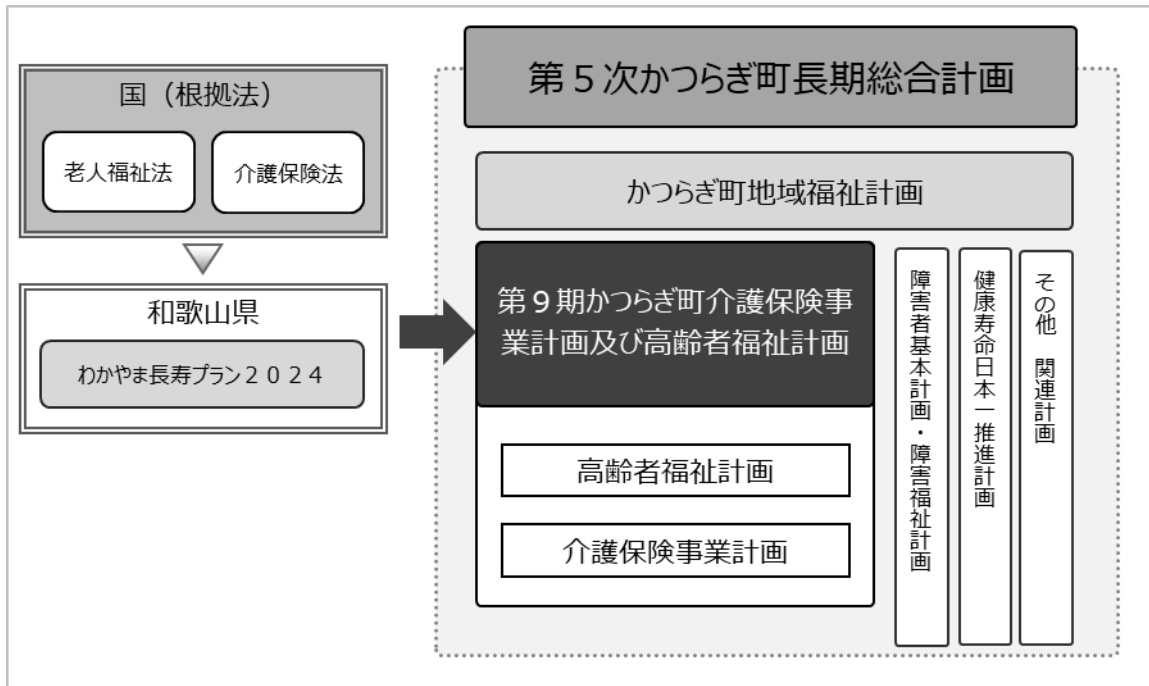 国（根拠法）
老人福祉法
介護保険法
和歌山県
わかやま長寿プラン２０２４
第５次かつらぎ町長期総合計画
かつらぎ町地域福祉計画
第９期かつらぎ町介護保険事
業計画及び高齢者福祉計画
高齢者福祉計画
介護保険事業計画
障害者基本計画・障害福祉計画
健康寿命日本一推進計画
その他　関連計画